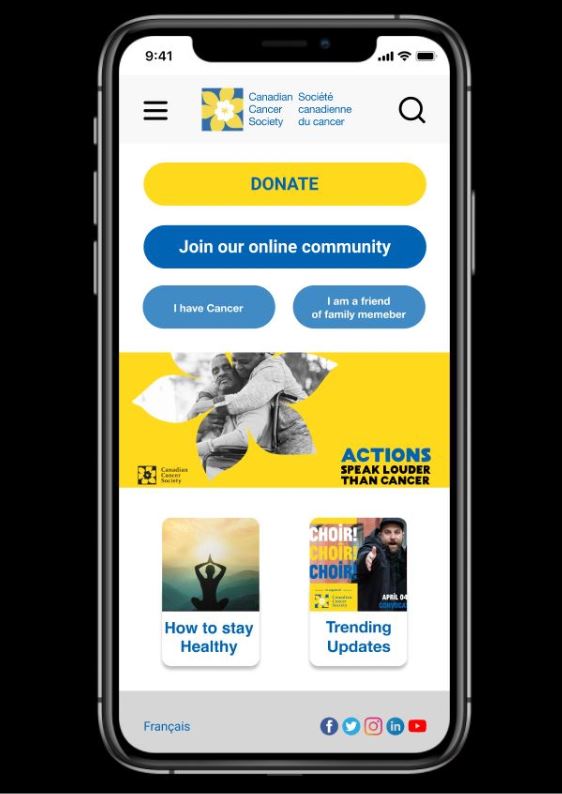 9:41
Canadian Société
Cancer canadienne
Society du cancer
DONATE
Join our online community
I have Cancer
I am a friend
of family memeber
Canadian
Cancer
Society
ACTIONS
SPEAK LOUDER
THAN CANCER
CHOIR!
CHOIR!
CHOIR!
Canadian
Cancer
Society
APRIL 04
CONVOCAT
How to stay
Healthy
Trending
Updates
Français